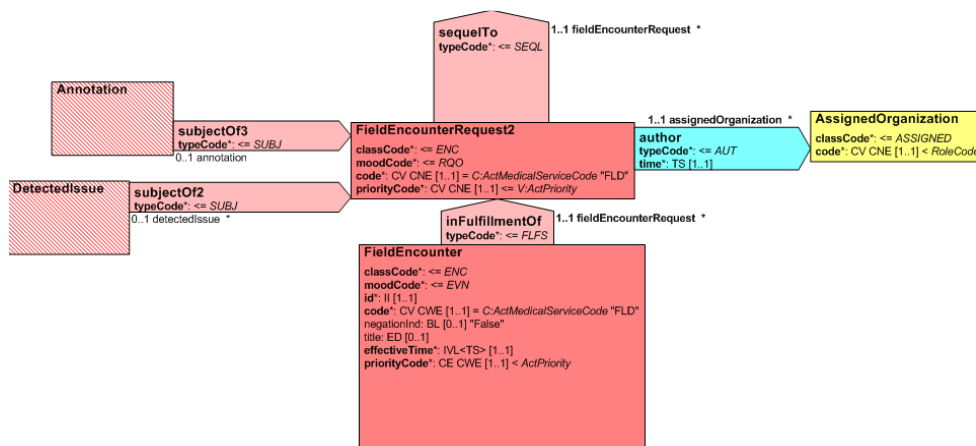 sequelTo
typeCode*: <= SEQL
1..1 fieldEncounterRequest *
Annotation
subjectOf3
typeCode*: <= SUBJ
0..1 annotation
FieldEncounterRequest2
classCode*: <= ENC
moodCode*: <= RQO
code*: CV CNE [1..1] = C:ActMedicalServiceCode "FLD"
priorityCode*: CV CNE [1..1] <= V:ActPriority
1..1 assignedOrganization *
author
typeCode*: <= AUT
time*: TS [1..1]
AssignedOrganization
classCode*: <= ASSIGNED
code*: CV CNE [1..1] < RoleCode
DetectedIssue
subjectOf2
typeCode*: <= SUBJ
0..1 detectedIssue *
inFulfillmentOf
typeCode*: <= FLFS
1..1 fieldEncounterRequest *
FieldEncounter
classCode*: <= ENC
moodCode*: <= EVN
id*: II [1..1]
code*: CV CWE [1..1] = C:ActMedicalServiceCode "FLD"
negationInd: BL [0..1] "False"
title: ED [0..1]
effectiveTime*: IVL<TS> [1..1]
priorityCode*: CE CWE [1..1] < ActPriority